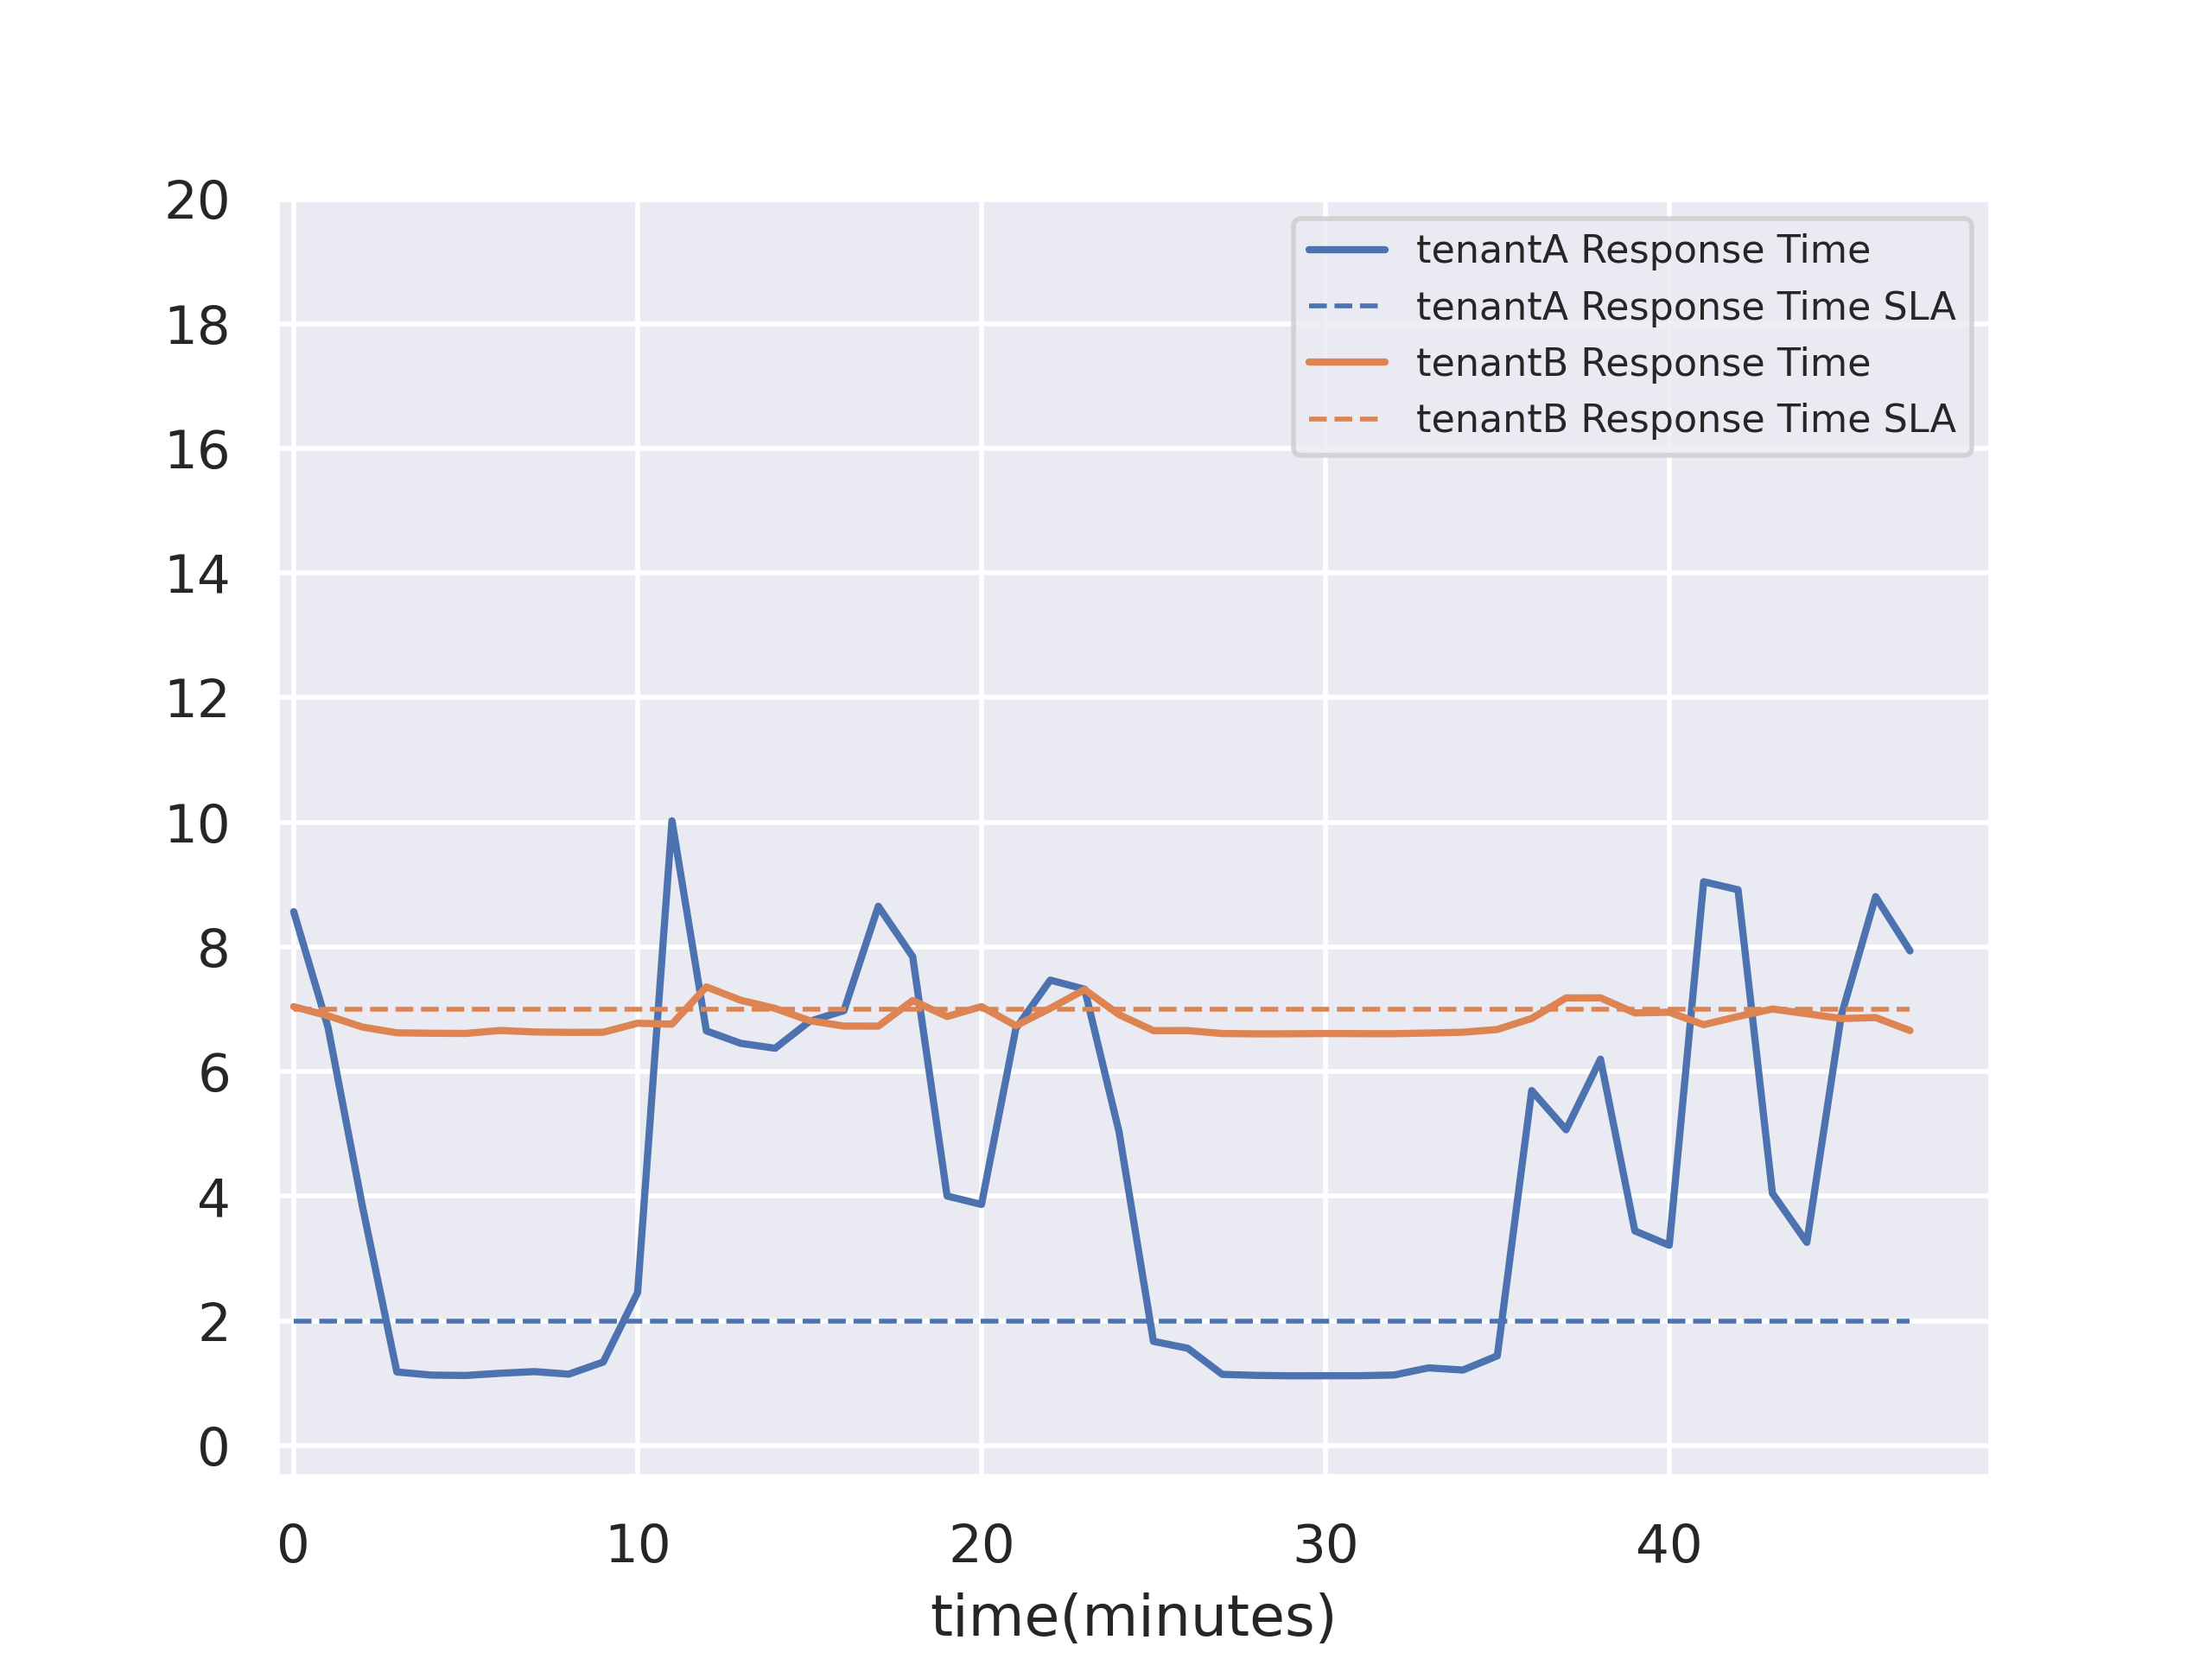 20
18
16
14
12
10
8
6
4
2
0
tenantA Response Time
tenantA Response Time SLA
tenantB Response Time
tenantB Response Time SLA
0 10 20 30 40
time(minutes)